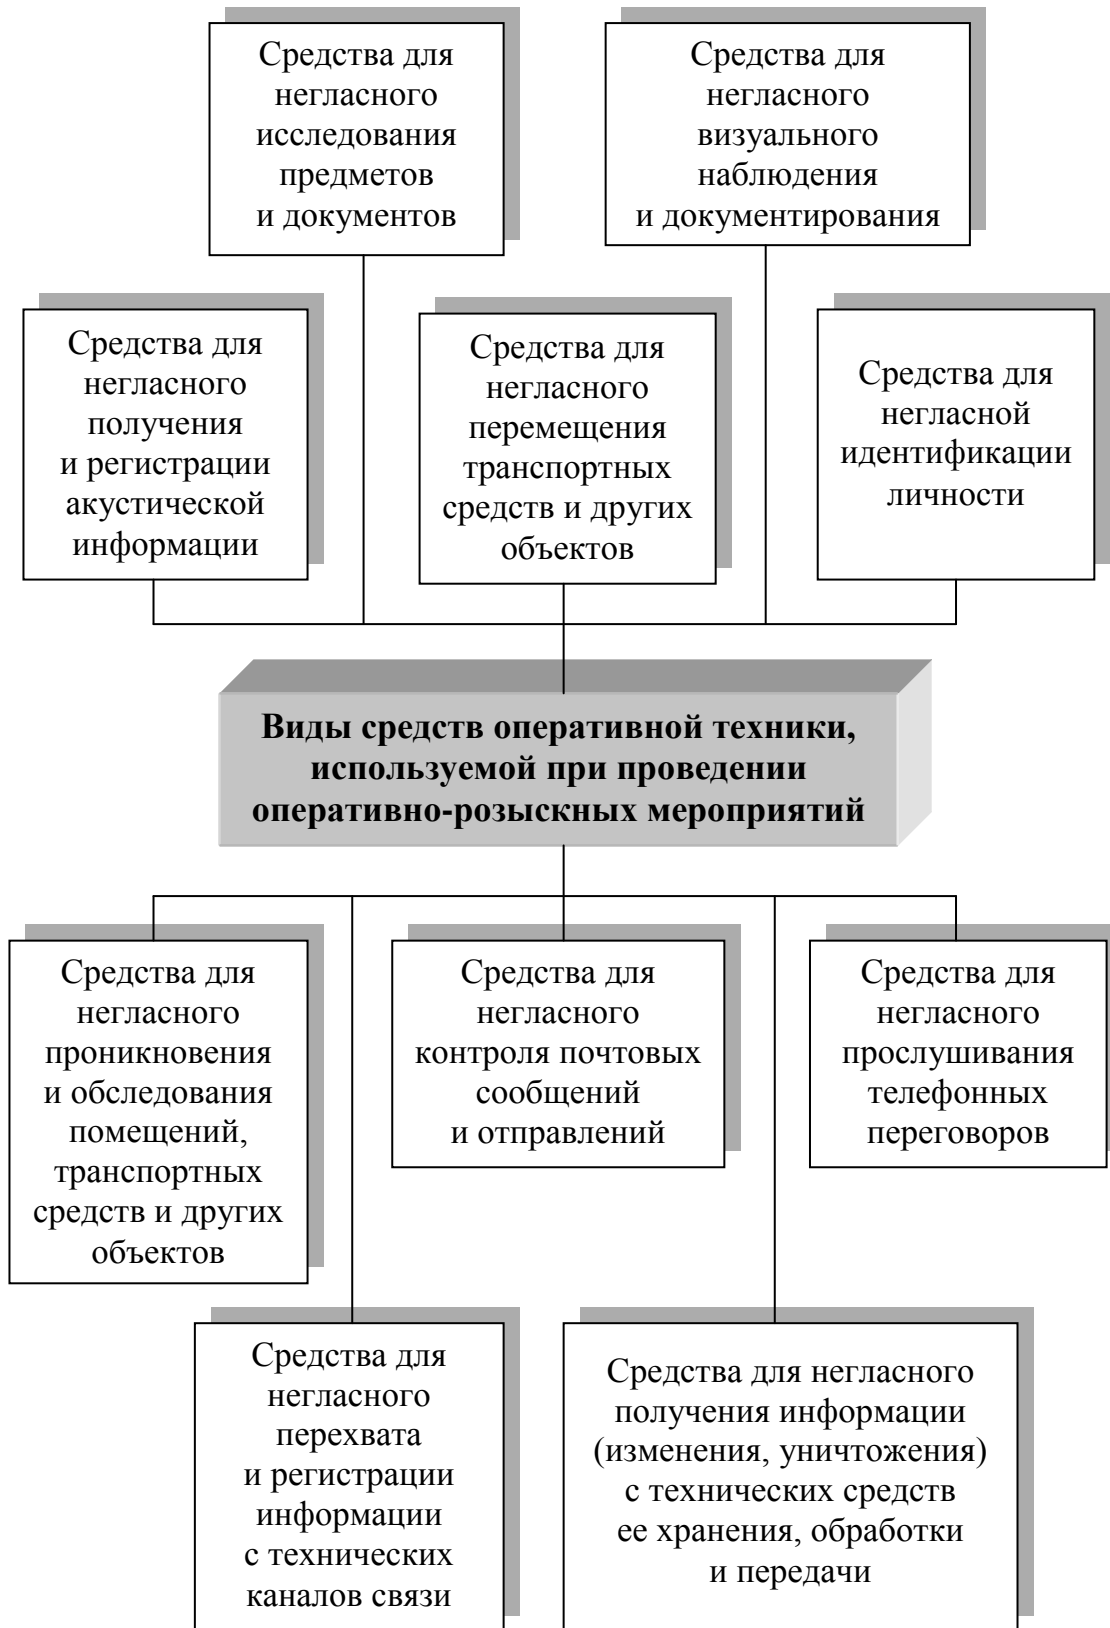 Средства для
негласного
исследования
предметов
и документов
Средства для
негласного
визуального
наблюдения
и документирования
Средства для
негласного
получения
и регистрации
акустической
информации
Средства для
негласного
перемещения
транспортных
средств и других
объектов
Средства для
негласной
идентификации
личности
Виды средств оперативной техники,
используемой при проведении
оперативно-розыскных мероприятий
Средства для
негласного
проникновения
и обследования
помещений,
транспортных
средств и других
объектов
Средства для
негласного
контроля почтовых
сообщений
и отправлений
Средства для
негласного
прослушивания
телефонных
переговоров
Средства для
негласного
перехвата
и регистрации
информации
с технических
каналов связи
Средства для негласного
получения информации
(изменения, уничтожения)
с технических средств
ее хранения, обработки
и передачи